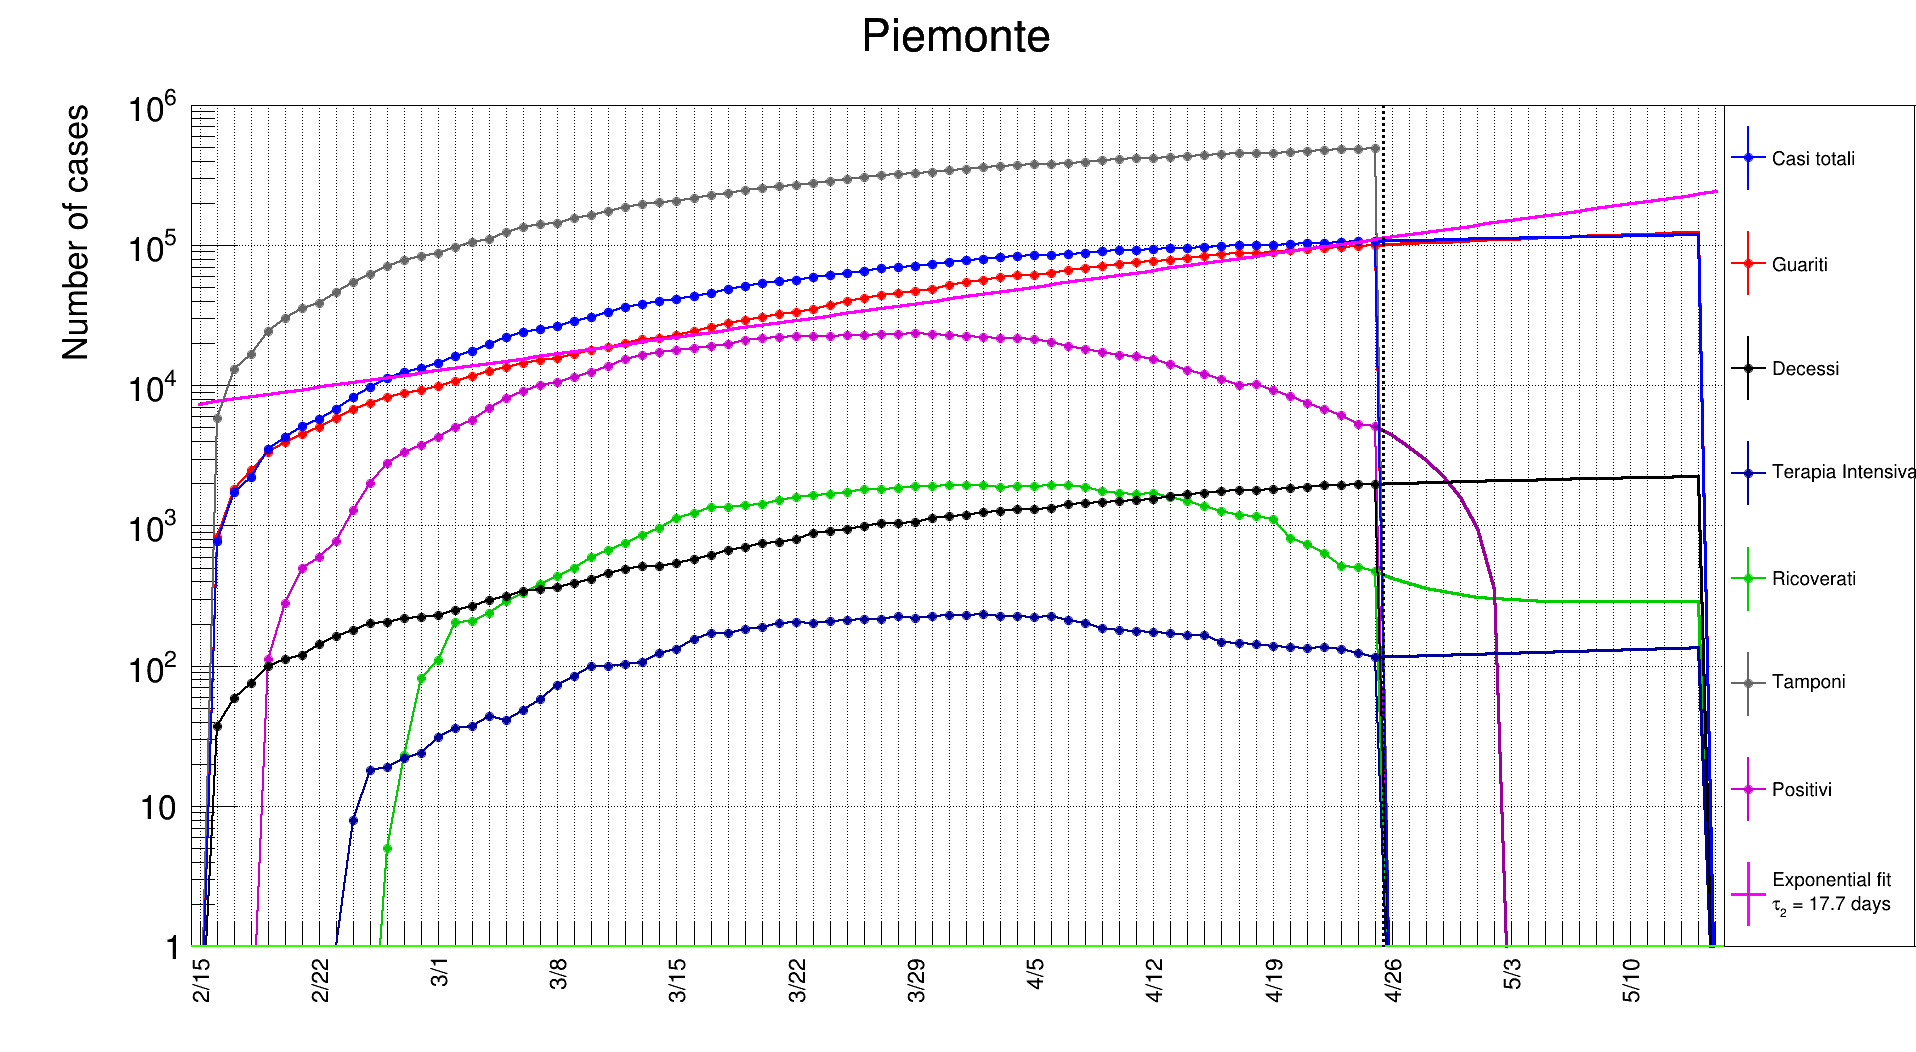 Piemonte
Number of cases
10^6
10^5
10^4
10^3
10^2
10
1
2/15
2/22
3/1
3/8
3/15
3/22
3/29
4/5
4/12
4/19
4/26
5/3
5/10
Casi totali
Guariti
Decessi
Terapia Intensiva
Ricoverati
Tamponi
Positivi
Exponential fit
τ₂ = 17.7 days